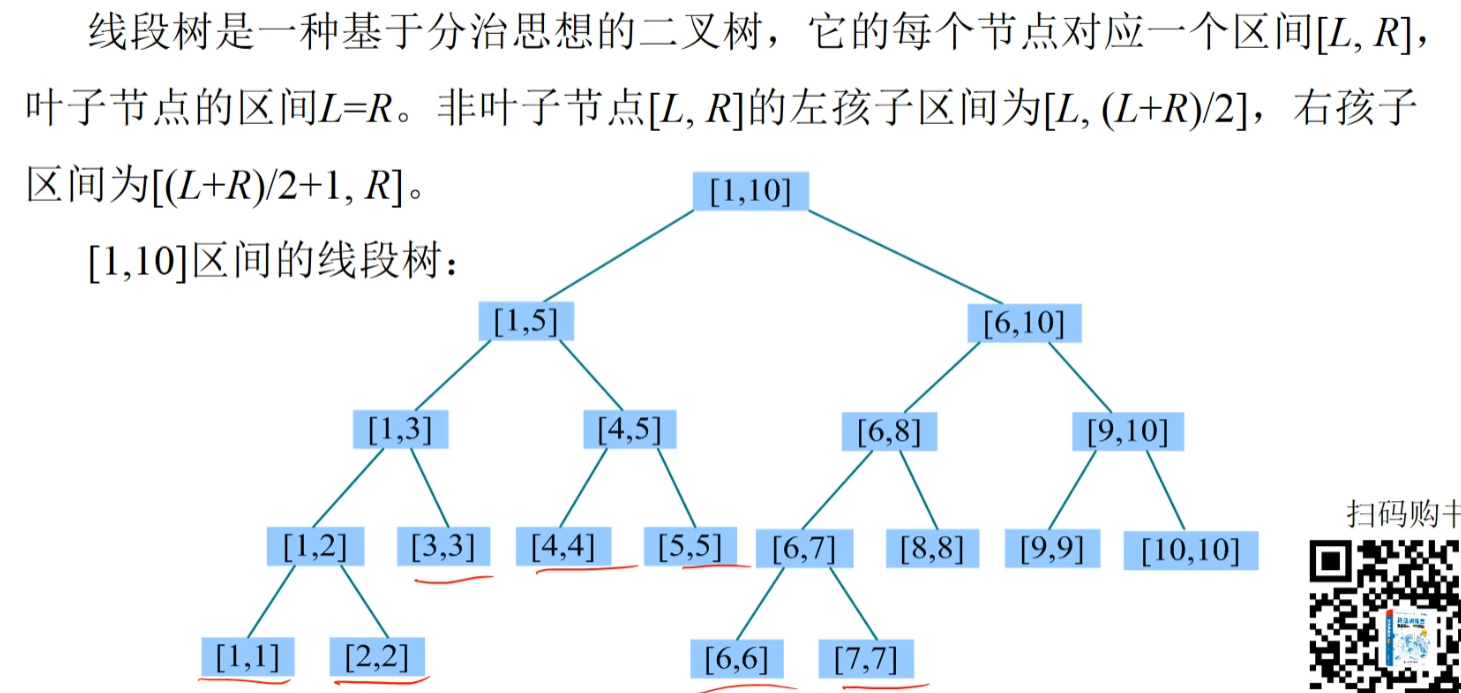 线段树是一种基于分治思想的二叉树，它的每个节点对应一个区间[L, R]，
叶子节点的区间L=R。非叶子节点[L, R]的左孩子区间为[L, (L+R)/2]，右孩子
区间为[(L+R)/2+1, R]。
[1,10]
[1,10]区间的线段树：
[1,5] [6,10]
[1,3] [4,5] [6,8] [9,10]
扫码购书
[1,2] [3,3] [4,4] [5,5] [6,7] [8,8] [9,9] [10,10]
[1,1] [2,2] [6,6] [7,7]